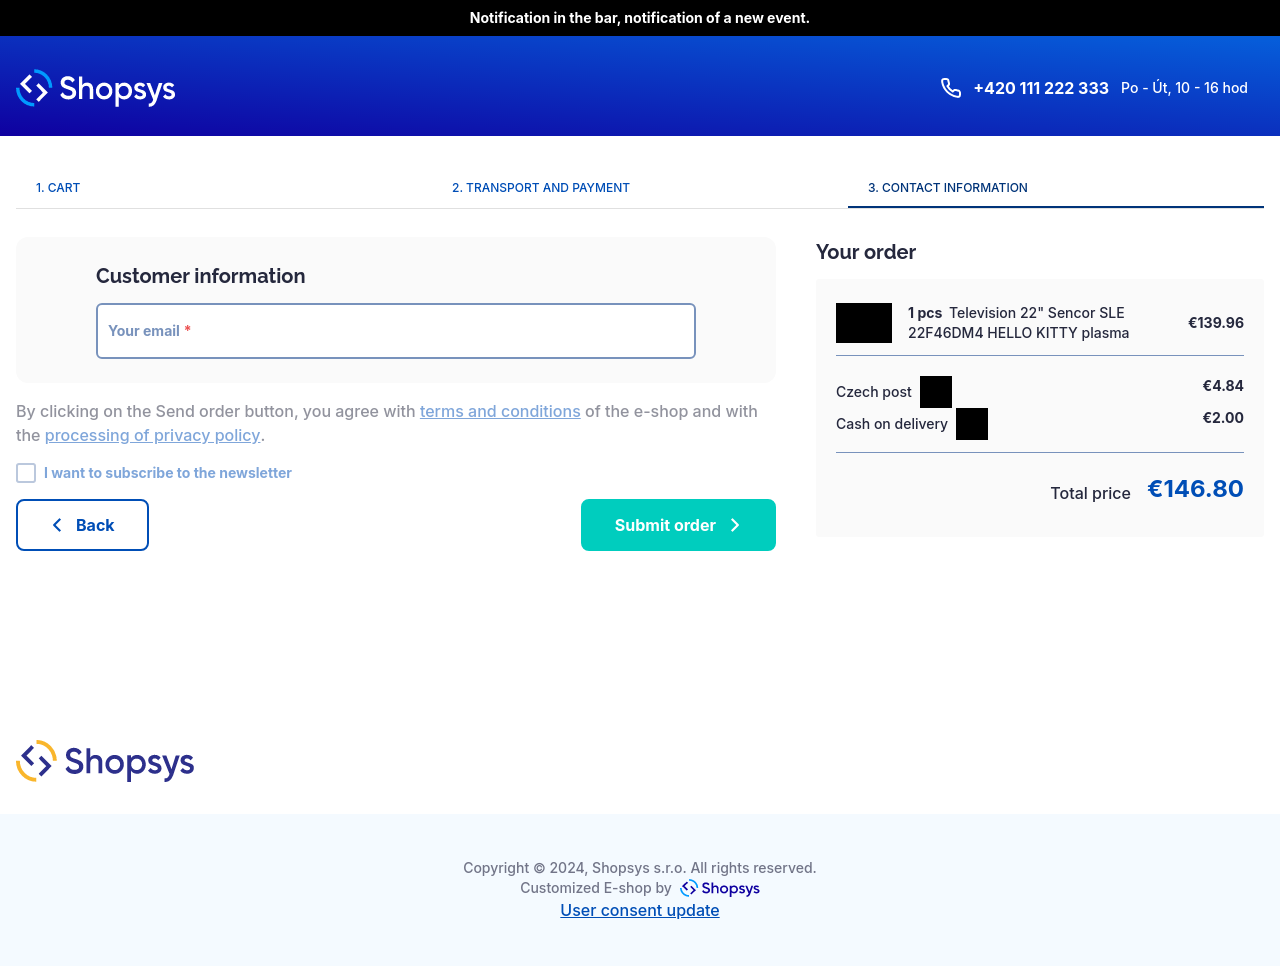 Notification in the bar, notification of a new event.
Shopsys
+420 111 222 333 Po - Út, 10 - 16 hod
1. CART
2. TRANSPORT AND PAYMENT
3. CONTACT INFORMATION
Customer information
Your email *
By clicking on the Send order button, you agree with terms and conditions of the e-shop and with
the processing of privacy policy.
I want to subscribe to the newsletter
Back
Submit order
Your order
1 pcs Television 22" Sencor SLE
22F46DM4 HELLO KITTY plasma
€139.96
Czech post
€4.84
Cash on delivery
€2.00
Total price €146.80
Shopsys
Copyright © 2024, Shopsys s.r.o. All rights reserved.
Customized E-shop by Shopsys
User consent update